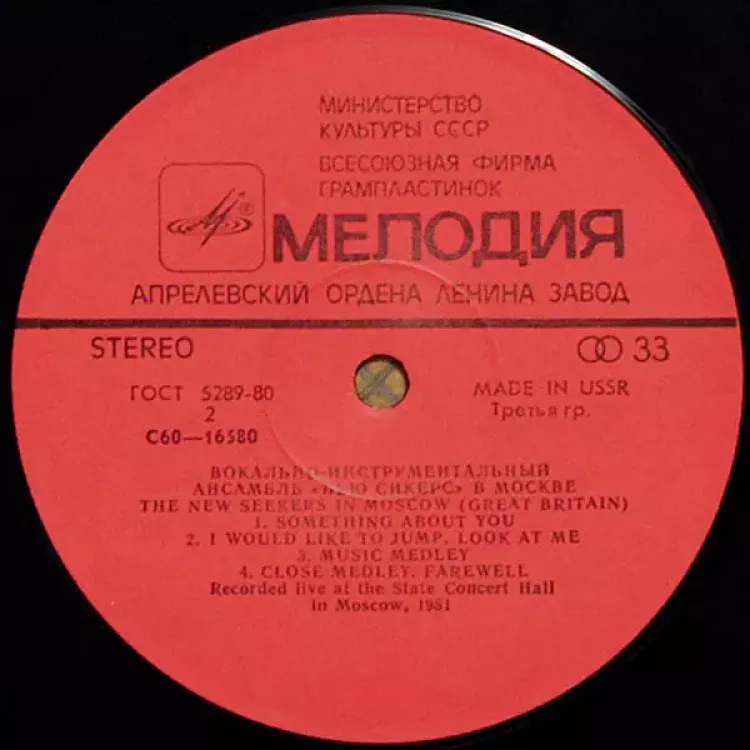 МИНИСТЕРСТВО
КУЛЬТУРЫ СССР
ВСЕСОЮЗНАЯ ФИРМА
ГРАМПЛАСТИНОК
®
МЕЛОДИЯ
АПРЕЛЕВСКИЙ ОРДЕНА ЛЕНИНА ЗАВОД
STEREO
33
ГОСТ 5289-80
MADE IN USSR
2
Третья гр.
С60—16580
ВОКАЛЬНО-ИНСТРУМЕНТАЛЬНЫЙ
АНСАМБЛЬ «НЬЮ СИКЕРС» В МОСКВЕ
THE NEW SEEKERS IN MOSCOW (GREAT BRITAIN)
1. SOMETHING ABOUT YOU
2. I WOULD LIKE TO JUMP. LOOK AT ME
3. MUSIC MEDLEY
4. CLOSE MEDLEY. FAREWELL
Recorded live at the State Concert Hall
in Moscow, 1981